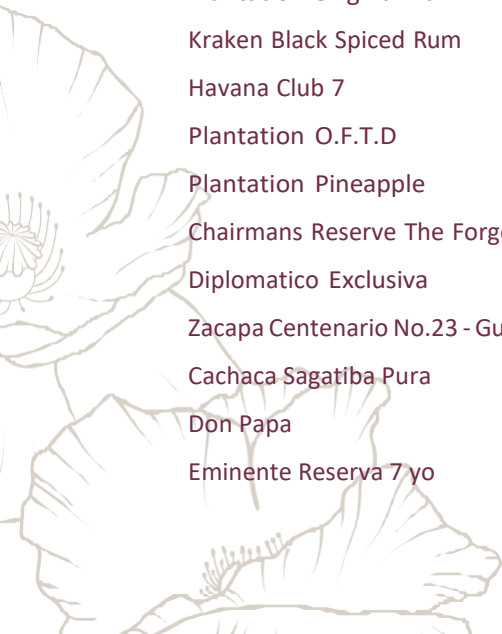 Kraken Black Spiced Rum
Havana Club 7
Plantation O.F.T.D
Plantation Pineapple
Chairmans Reserve The
Diplomatico Exclusiva
Zacapa Centenario No.23 -
Cachaca Sagatiba Pura
Don Papa
Eminente Reserva 7 yo